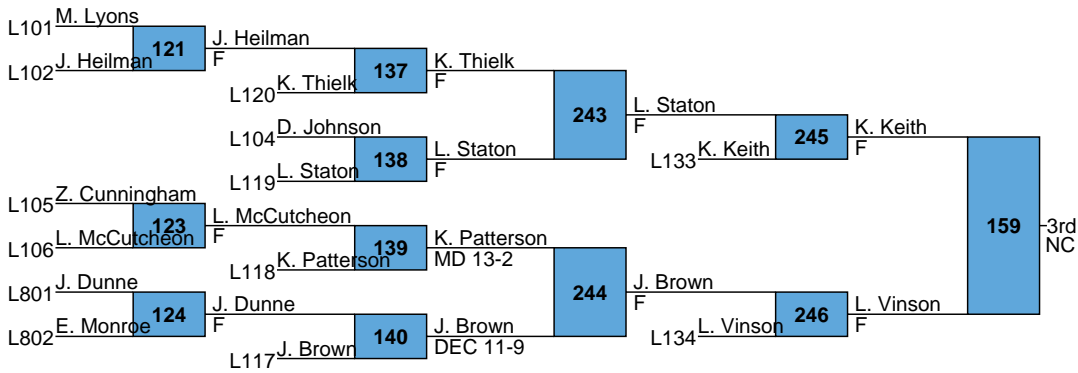 L101 M. Lyons
121
J. Heilman
F
L102 J. Heilman
137
K. Thielk
F
L120 K. Thielk
243
L. Staton
F
L104 D. Johnson
138
L. Staton
F
L119 L. Staton
245
K. Keith
F
L133 K. Keith
L105 Z. Cunningham
123
L. McCutcheon
F
L106 L. McCutcheon
139
K. Patterson
MD 13-2
L118 K. Patterson
159
3rd
NC
L801 J. Dunne
124
J. Dunne
F
L802 E. Monroe
244
J. Brown
F
140
J. Brown
DEC 11-9
L117 J. Brown
246
L. Vinson
F
L134 L. Vinson